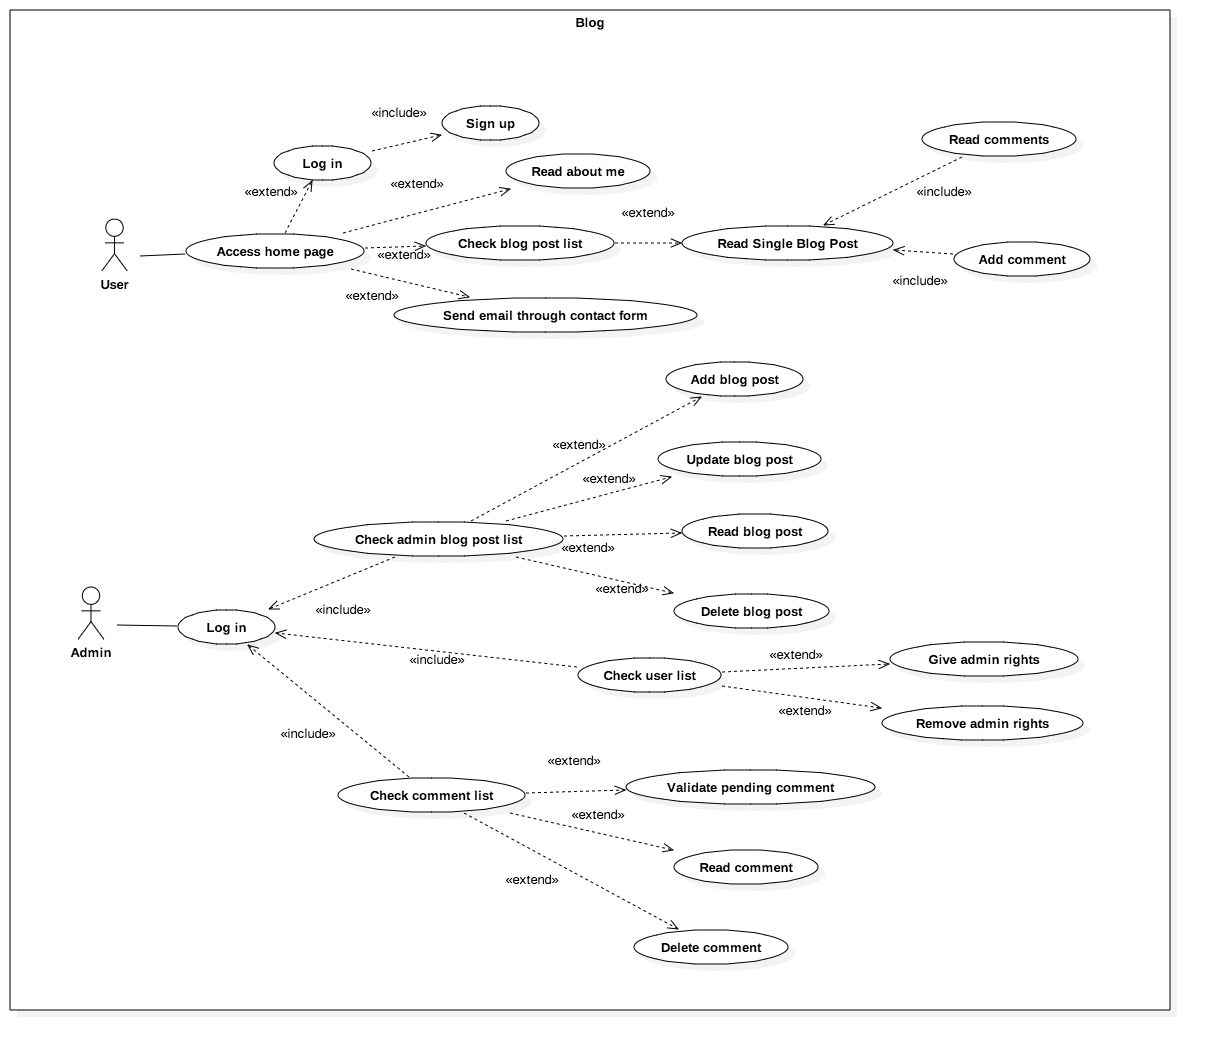 Blog
«include»
Sign up
Read comments
Log in
Read about me
«extend»
«extend»
«include»
«extend»
User
Access home page
Check blog post list
«extend»
Read Single Blog Post
Add comment
«include»
«extend»
Send email through contact form
Add blog post
«extend»
Update blog post
«extend»
Check admin blog post list
Read blog post
«extend»
«extend»
Delete blog post
«include»
Admin
Log in
«include»
Check user list
«extend»
Give admin rights
«extend»
Remove admin rights
«include»
«extend»
Check comment list
Validate pending comment
«extend»
Read comment
«extend»
Delete comment